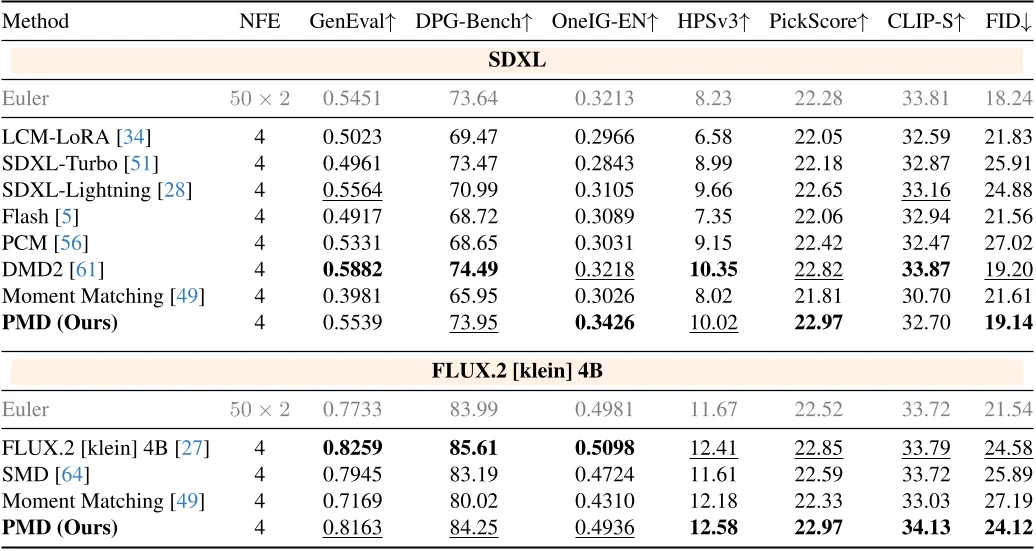 Method NFE GenEval↑ DPG-Bench↑ OneIG-EN↑ HPSv3↑ PickScore↑ CLIP-S↑ FID↓
SDXL
Euler 50 × 2 0.5451 73.64 0.3213 8.23 22.28 33.81 18.24
LCM-LoRA [34] 4 0.5023 69.47 0.2966 6.58 22.05 32.59 21.83
SDXL-Turbo [51] 4 0.4961 73.47 0.2843 8.99 22.18 32.87 25.91
SDXL-Lightning [28] 4 0.5564 70.99 0.3105 9.66 22.65 33.16 24.88
Flash [5] 4 0.4917 68.72 0.3089 7.35 22.06 32.94 21.56
PCM [56] 4 0.5331 68.65 0.3031 9.15 22.42 32.47 27.02
DMD2 [61] 4 0.5882 74.49 0.3218 10.35 22.82 33.87 19.20
Moment Matching [49] 4 0.3981 65.95 0.3026 8.02 21.81 30.70 21.61
PMD (Ours) 4 0.5539 73.95 0.3426 10.02 22.97 32.70 19.14
FLUX.2 [klein] 4B
Euler 50 × 2 0.7733 83.99 0.4981 11.67 22.52 33.72 21.54
FLUX.2 [klein] 4B [27] 4 0.8259 85.61 0.5098 12.41 22.85 33.79 24.58
SMD [64] 4 0.7945 83.19 0.4724 11.61 22.59 33.72 25.89
Moment Matching [49] 4 0.7169 80.02 0.4310 12.18 22.33 33.03 27.19
PMD (Ours) 4 0.8163 84.25 0.4936 12.58 22.97 34.13 24.12